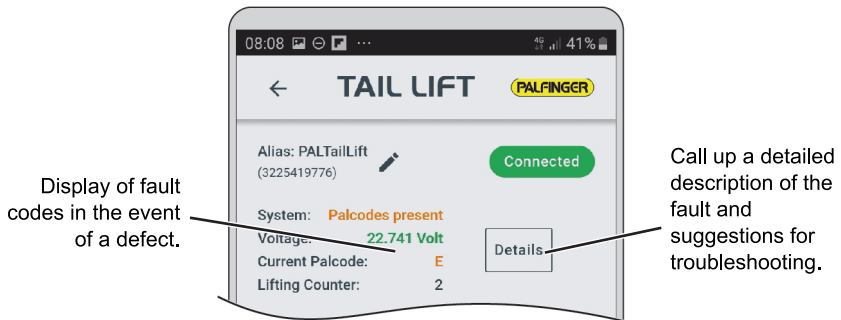 08:08 ...
4G 41%
TAIL LIFT
PALFINGER
Alias: PALTailLift
(3225419776)
Connected
System: Palcodes present
Voltage: 22.741 Volt
Current Palcode: E
Lifting Counter: 2
Details
Display of fault
codes in the event
of a defect.
Call up a detailed
description of the
fault and
suggestions for
troubleshooting.